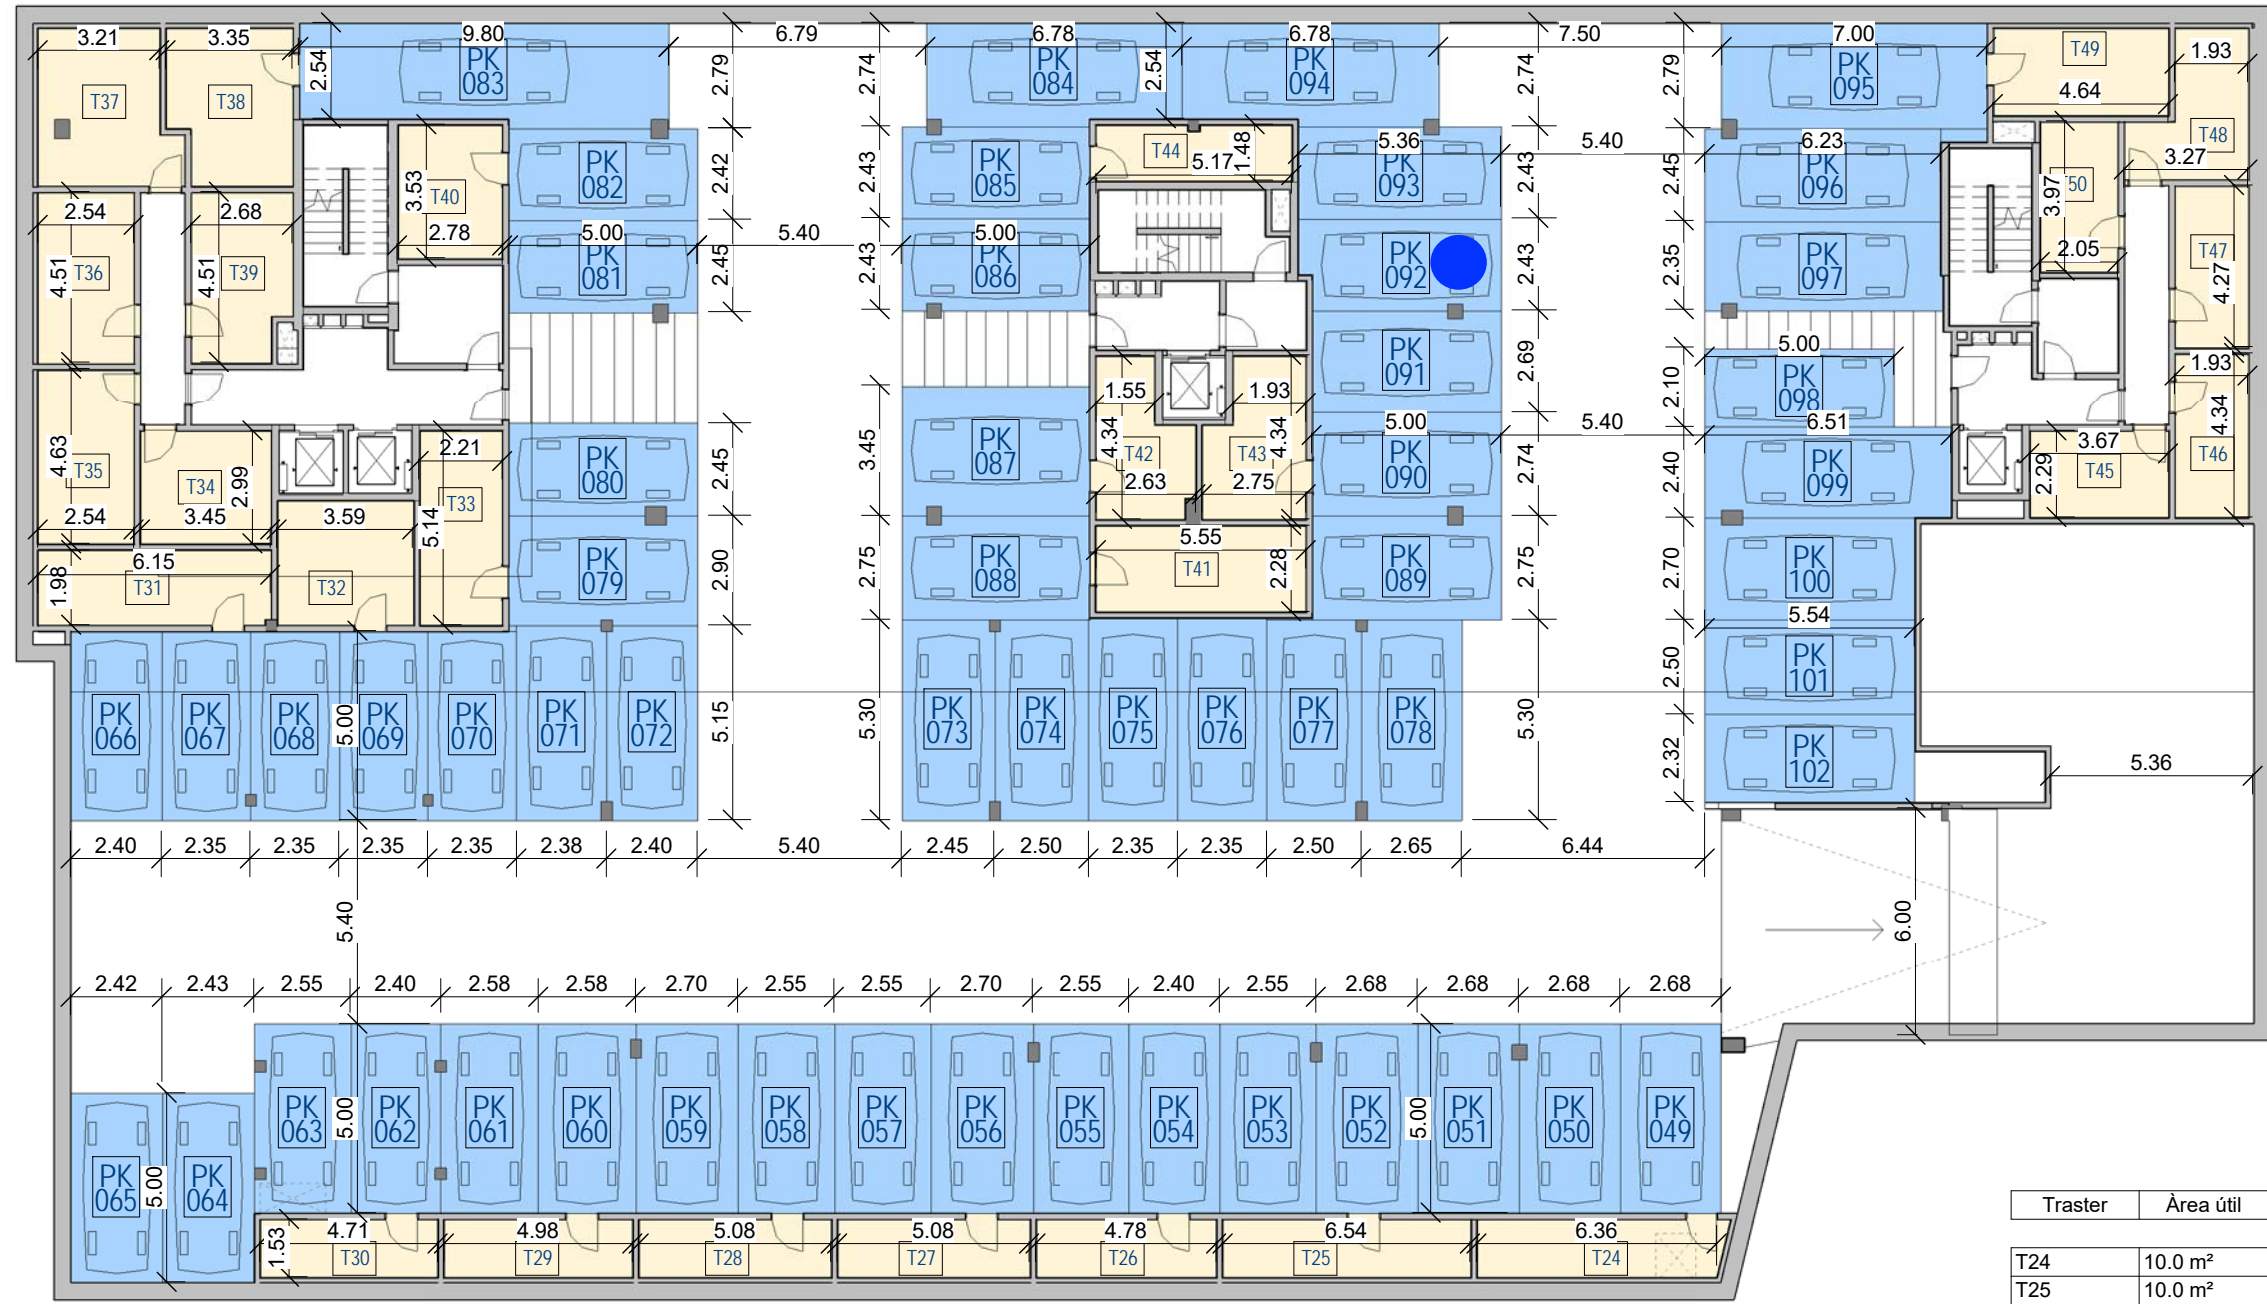 3.21
3.35
9.80
6.79
6.78
6.78
7.50
7.00
T49
1.93
2.54
PK
083
2.79
2.74
PK
084
2.54
PK
094
2.74
2.79
PK
095
4.64
T37
T38
T48
3.27
3.53
T40
2.78
PK
082
2.42
2.43
PK
085
T44
5.17
1.48
5.36
PK
093
2.43
5.40
2.45
6.23
PK
096
3.97
T50
2.05
2.54
T36
4.51
2.68
T39
4.51
5.00
PK
081
2.45
5.40
2.43
5.00
PK
086
PK
092
2.43
2.35
PK
097
T47
4.27
PK
091
2.69
5.00
PK
098
2.10
1.93
4.34
T46
1.55
4.34
T42
2.63
1.93
T43
4.34
2.75
5.00
PK
090
2.74
5.40
2.40
6.51
PK
099
3.67
2.29
T45
4.63
T35
2.54
T34
3.45
2.99
3.59
2.21
T33
5.14
PK
080
2.45
3.45
PK
087
6.15
1.98
T31
T32
PK
079
2.90
2.75
PK
088
5.55
T41
2.28
PK
089
2.75
2.70
PK
100
5.54
PK
066
PK
067
PK
068
5.00
PK
069
PK
070
PK
071
PK
072
5.15
5.30
PK
073
PK
074
PK
075
PK
076
PK
077
PK
078
5.30
2.50
PK
101
2.32
PK
102
5.36
2.40
2.35
2.35
2.35
2.35
2.38
2.40
5.40
2.45
2.50
2.35
2.35
2.50
2.65
6.44
5.40
6.00
2.42
2.43
2.55
2.40
2.58
2.58
2.70
2.55
2.55
2.70
2.55
2.40
2.55
2.68
2.68
2.68
2.68
PK
065
5.00
PK
064
PK
063
5.00
PK
062
PK
061
PK
060
PK
059
PK
058
PK
057
PK
056
PK
055
PK
054
PK
053
PK
052
5.00
PK
051
PK
050
PK
049
1.53
4.71
T30
4.98
T29
5.08
T28
5.08
T27
4.78
T26
6.54
T25
6.36
T24
Traster Àrea útil
T24 10.0 m²
T25 10.0 m²